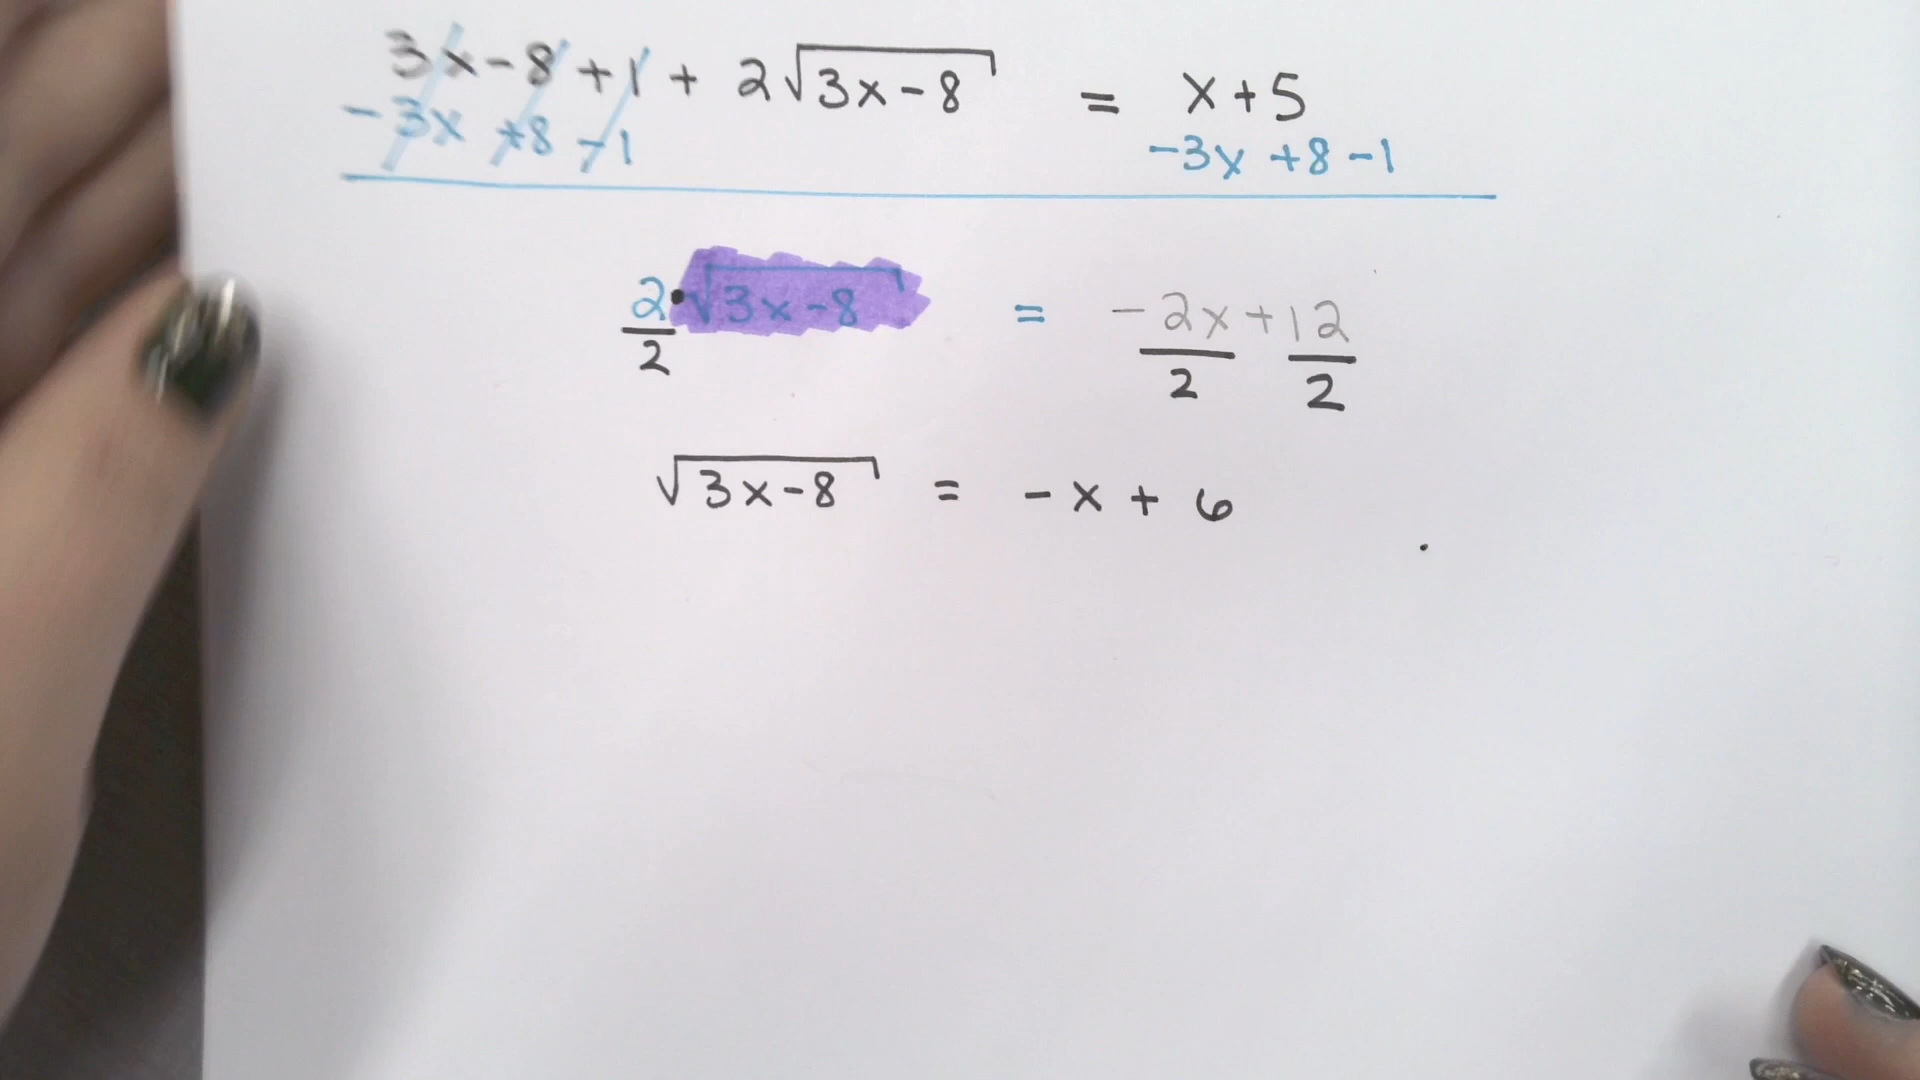 3x-8+1 + 2√3x-8 = x+5
-3x +8 -1 -3x +8 -1
2•√3x-8 = -2x+12
2 2 2
√3x-8 = -x + 6